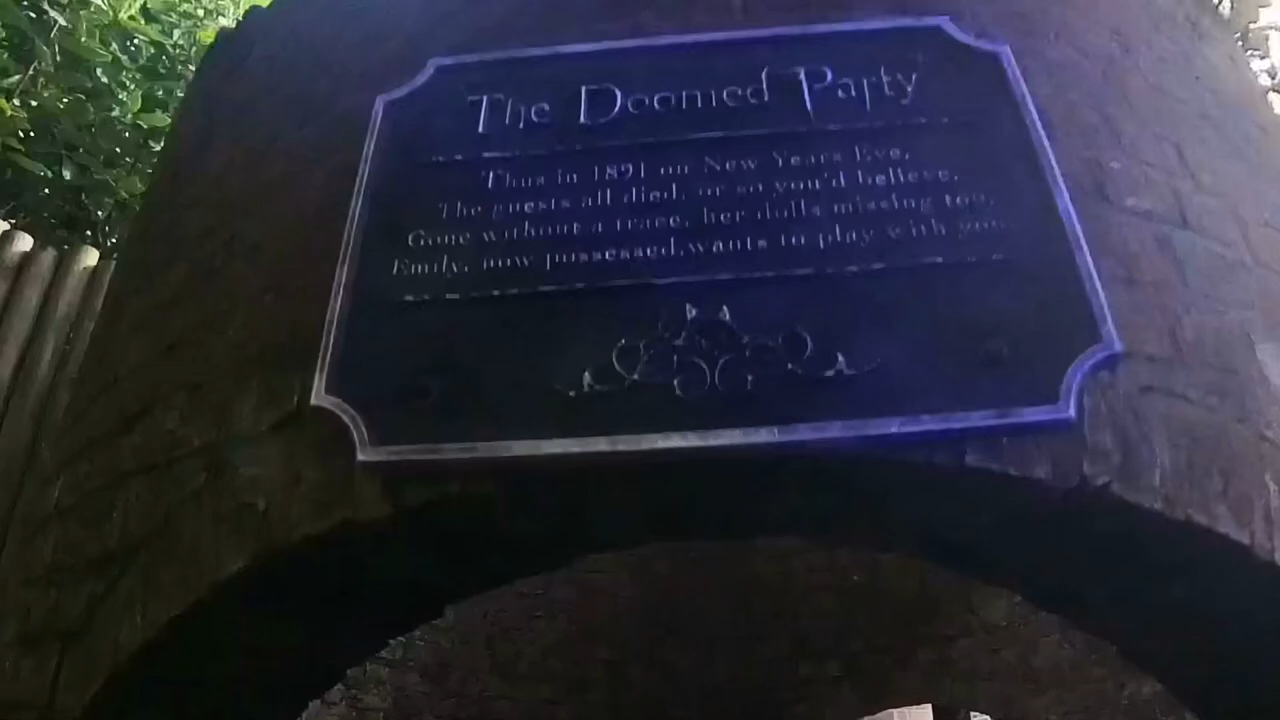 The Doomed Party
Thus in 1891 on New Years Eve,
The guests all died, or so you'd believe.
Gone without a trace, her dolls missing too,
Emily, now possessed,wants to play with you.